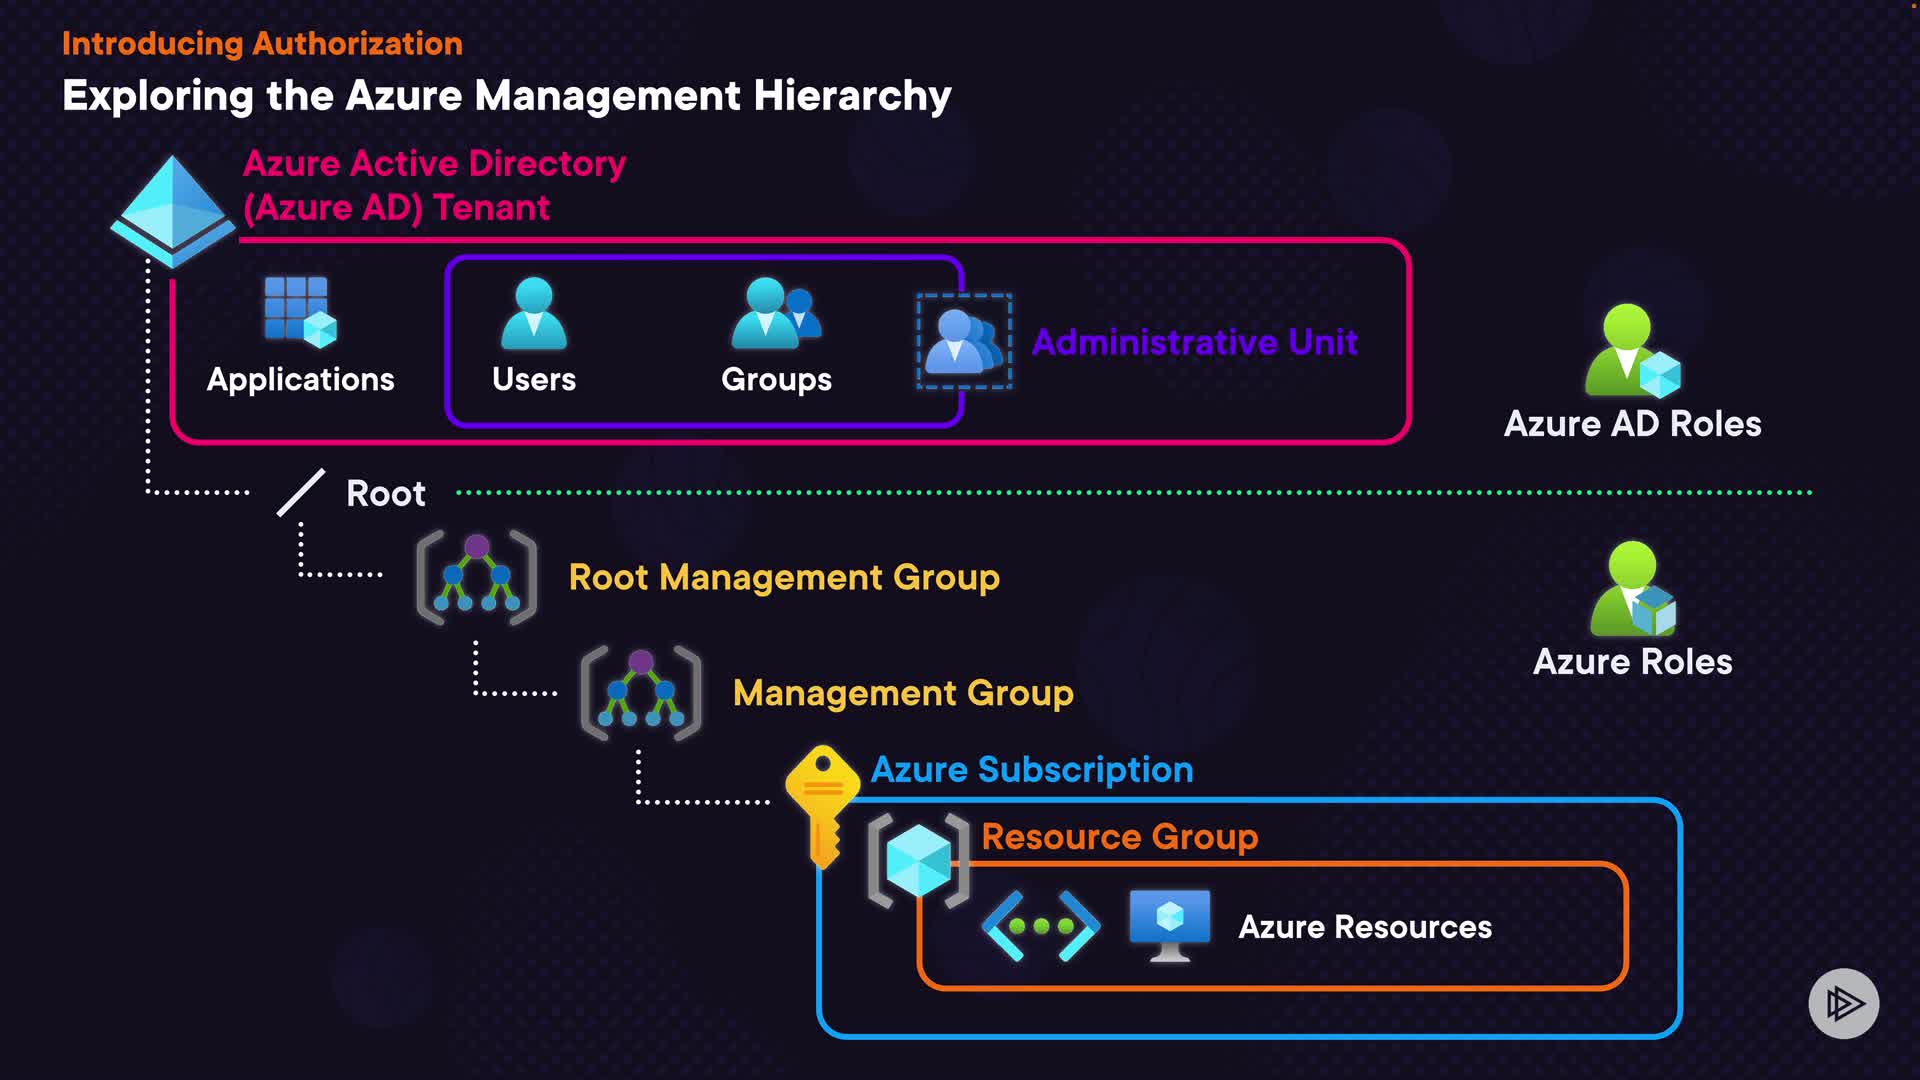 Introducing Authorization
Exploring the Azure Management Hierarchy
Azure Active Directory
(Azure AD) Tenant
Applications
Users
Groups
Administrative Unit
Azure AD Roles
Root
Root Management Group
Azure Roles
Management Group
Azure Subscription
Resource Group
Azure Resources